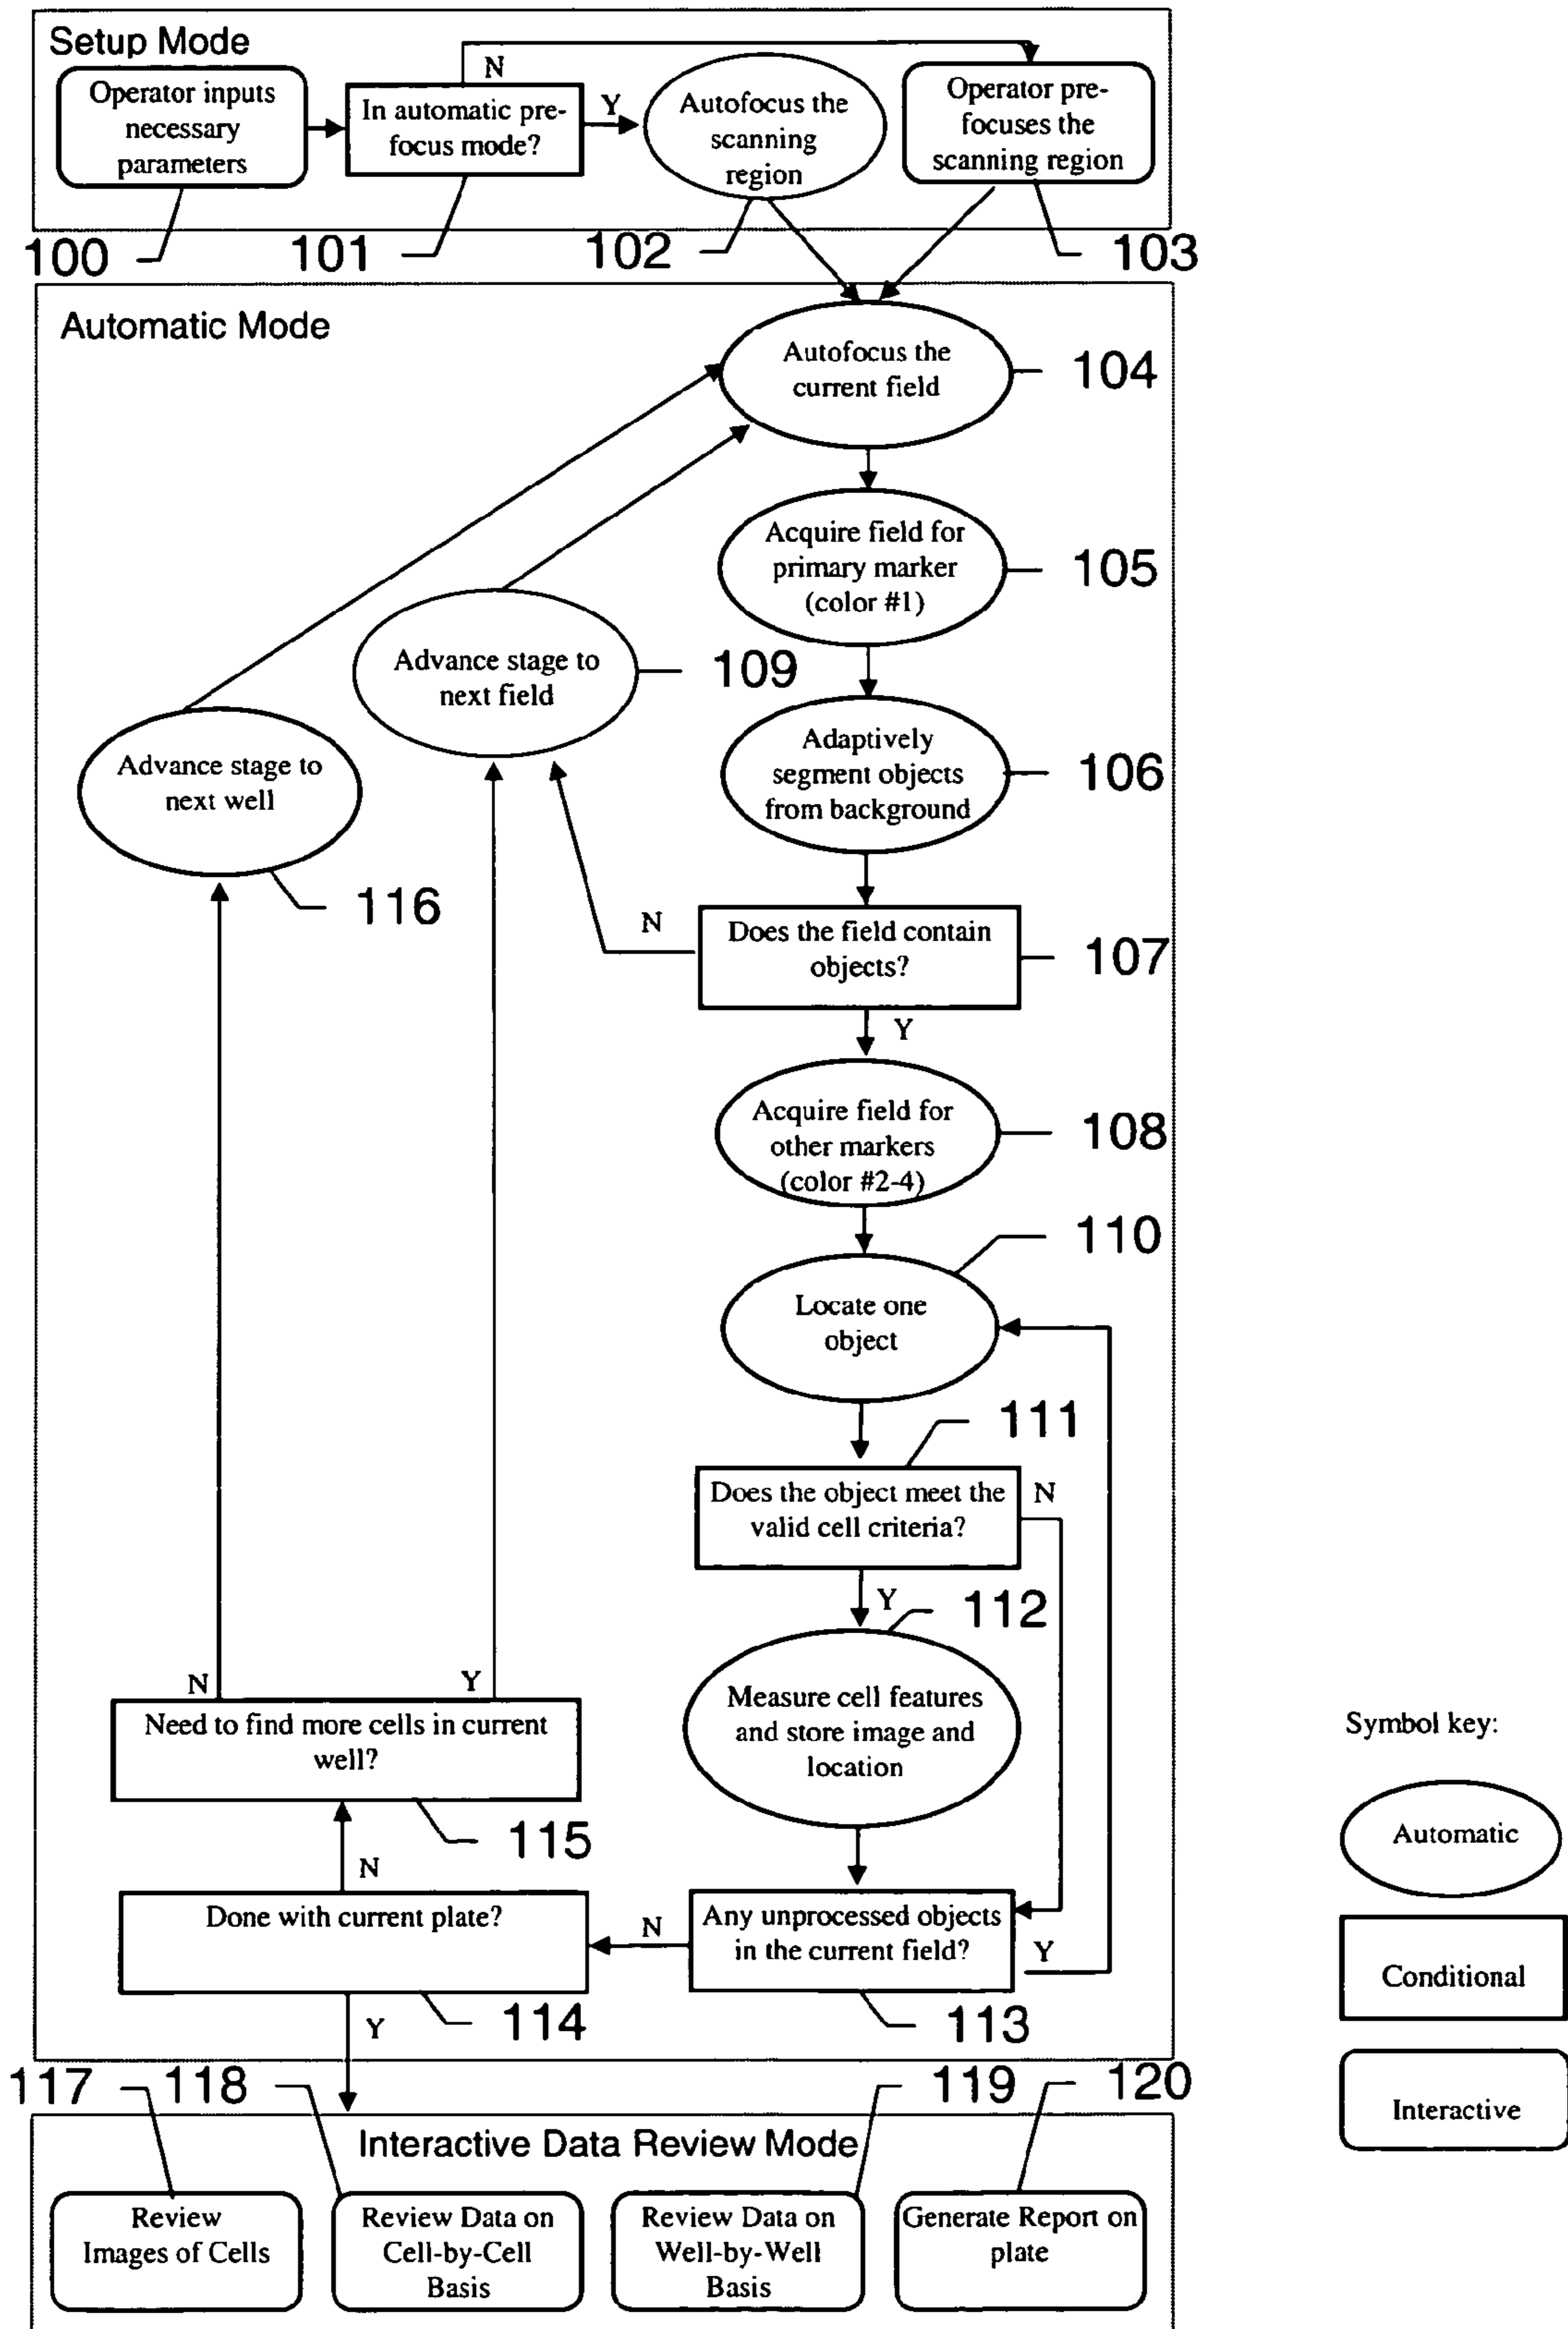 Setup Mode
Operator inputs
necessary
parameters
N
In automatic pre-
focus mode?
Y
Autofocus the
scanning
region
Operator pre-
focuses the
scanning region
100
101
102
103
Automatic Mode
Autofocus the
current field
104
Acquire field for
primary marker
(color #1)
105
Advance stage to
next field
109
Adaptively
segment objects
from background
106
Advance stage to
next well
116
Does the field contain
objects?
107
N
Y
Acquire field for
other markers
(color #2-4)
108
110
Locate one
object
111
Does the object meet the
valid cell criteria?
N
Y
112
Measure cell features
and store image and
location
N
Y
Need to find more cells in current
well?
115
N
Done with current plate?
N
Any unprocessed objects
in the current field?
Y
114
113
Y
Symbol key:
Automatic
Conditional
Interactive
117
118
119
120
Interactive Data Review Mode
Review
Images of Cells
Review Data on
Cell-by-Cell
Basis
Review Data on
Well-by-Well
Basis
Generate Report on
plate